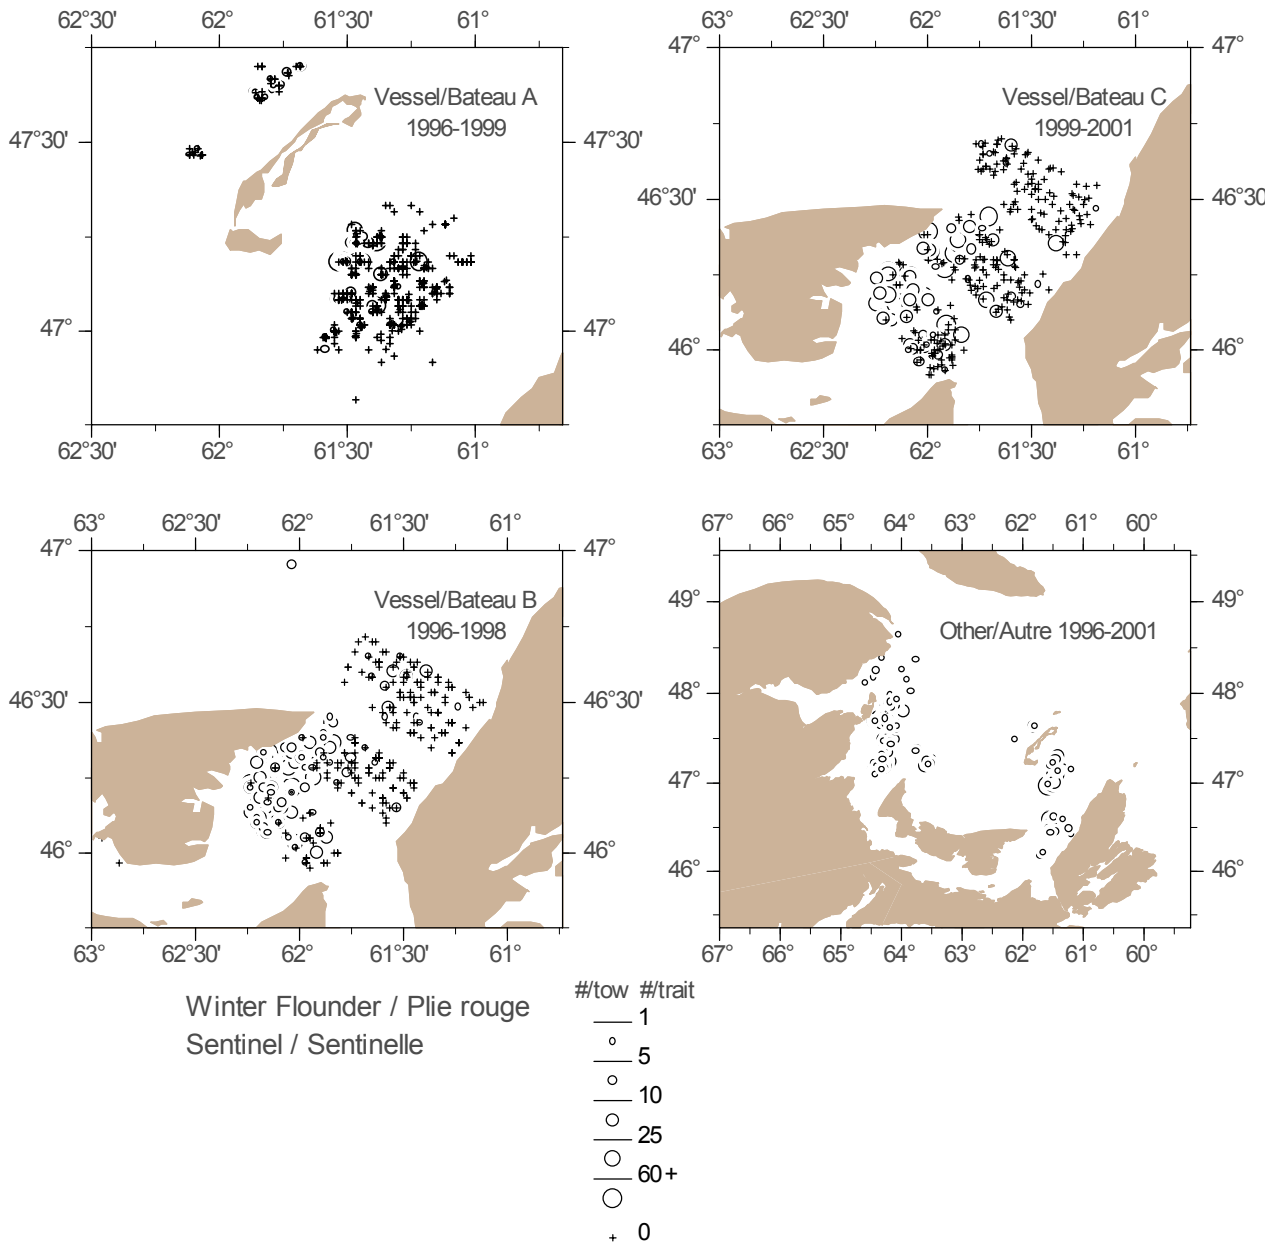 62°30' 62° 61°30' 61°
63° 62°30' 62° 61°30' 61°
47°30' 47°30'
47° 47°
Vessel/Bateau A
1996-1999
62°30' 62° 61°30' 61°
47° 47°
46°30' 46°30'
46° 46°
Vessel/Bateau C
1999-2001
63° 62°30' 62° 61°30' 61°
63° 62°30' 62° 61°30' 61°
47° 47°
46°30' 46°30'
46° 46°
Vessel/Bateau B
1996-1998
63° 62°30' 62° 61°30' 61°
67° 66° 65° 64° 63° 62° 61° 60°
49° 49°
48° 48°
47° 47°
46° 46°
Other/Autre 1996-2001
67° 66° 65° 64° 63° 62° 61° 60°
Winter Flounder / Plie rouge
Sentinel / Sentinelle
#/tow #/trait
1
5
10
25
60+
0